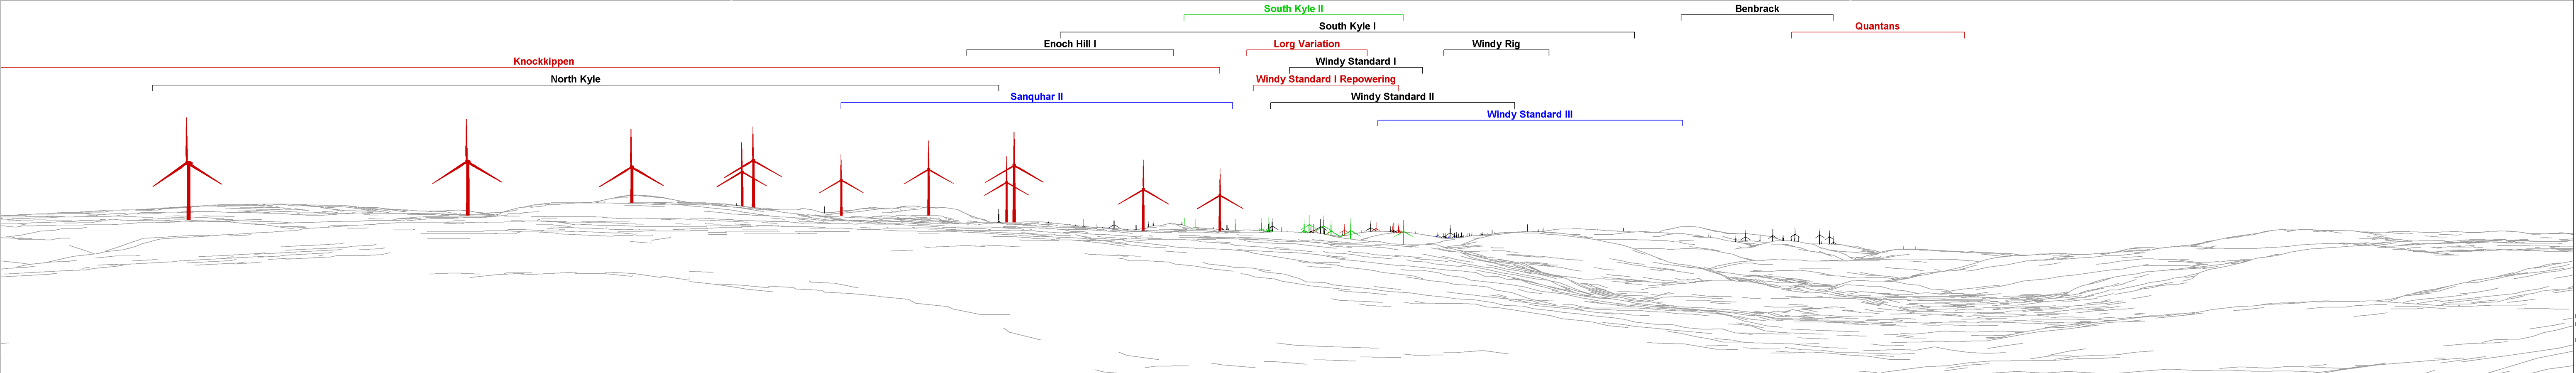 South Kyle II
Benbrack
South Kyle I
Quantans
Enoch Hill I
Lorg Variation
Windy Rig
Knockkippen
Windy Standard I
North Kyle
Windy Standard I Repowering
Sanquhar II
Windy Standard II
Windy Standard III